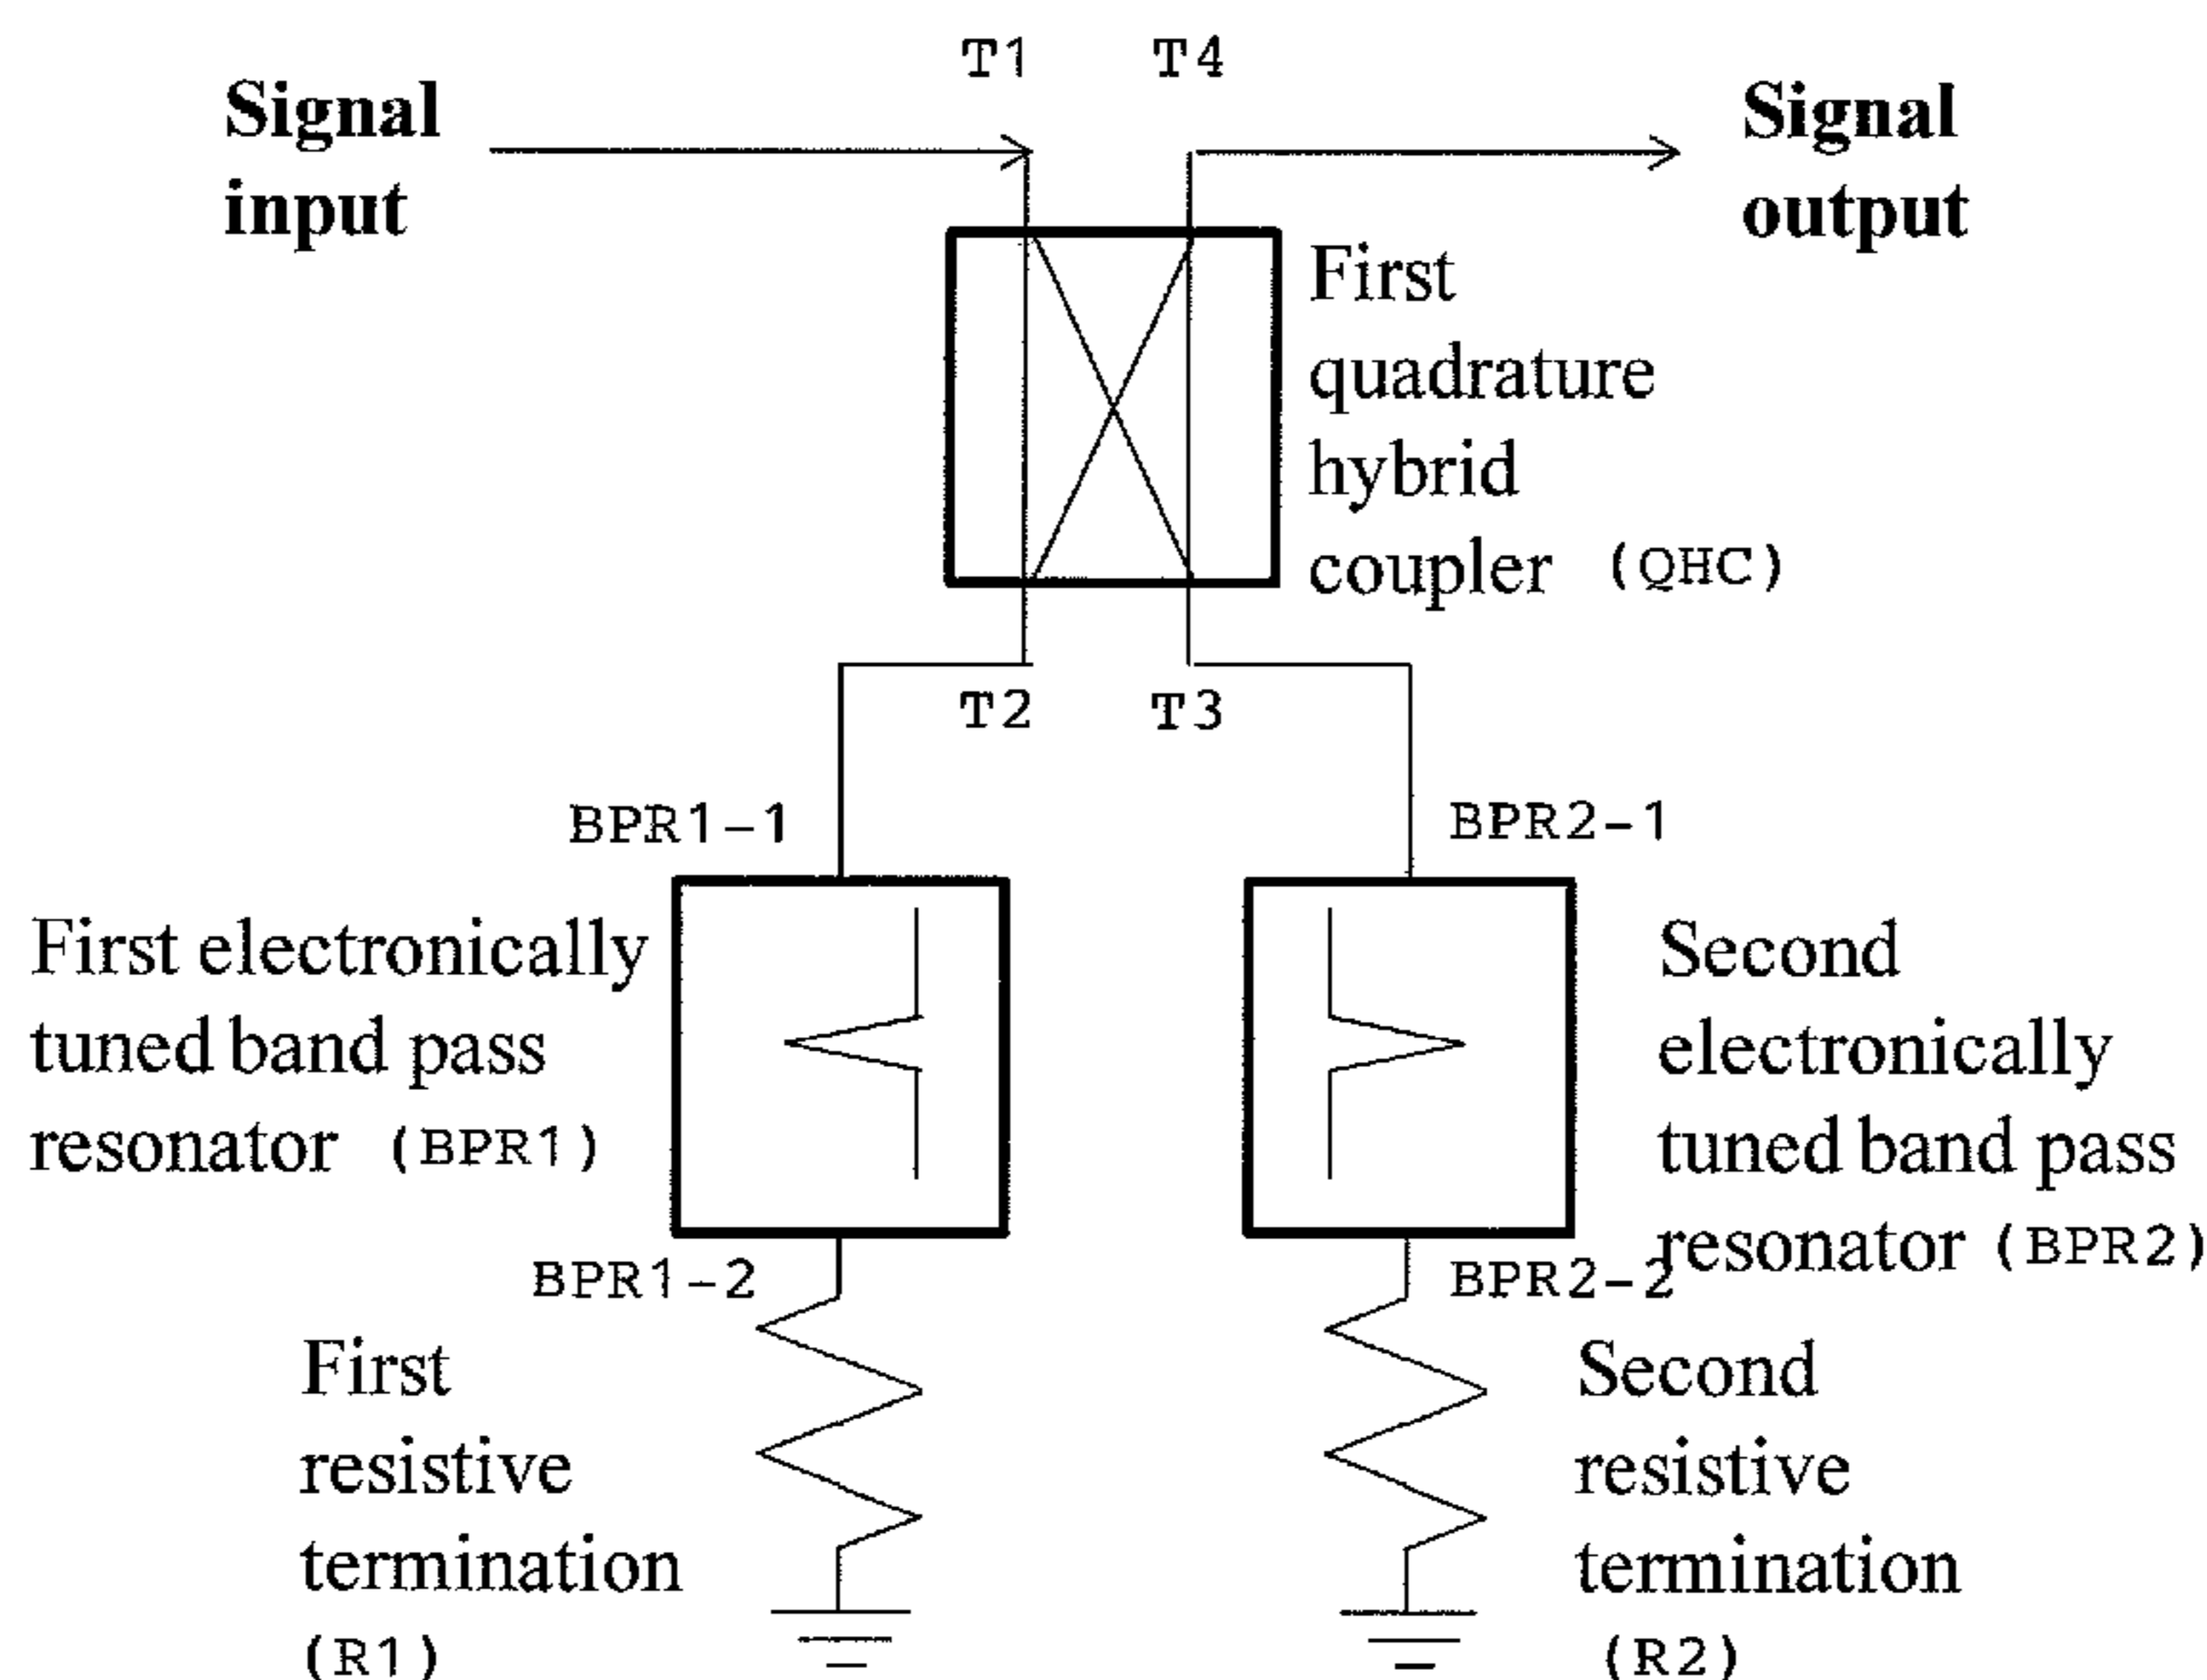 T1
T4
Signal
input
Signal
output
First
quadrature
hybrid
coupler (QHC)
T2
T3
BPR1-1
BPR2-1
First electronically
tuned band pass
resonator (BPR1)
Second
electronically
tuned band pass
resonator (BPR2)
BPR1-2
BPR2-2
First
resistive
termination
(R1)
Second
resistive
termination
(R2)